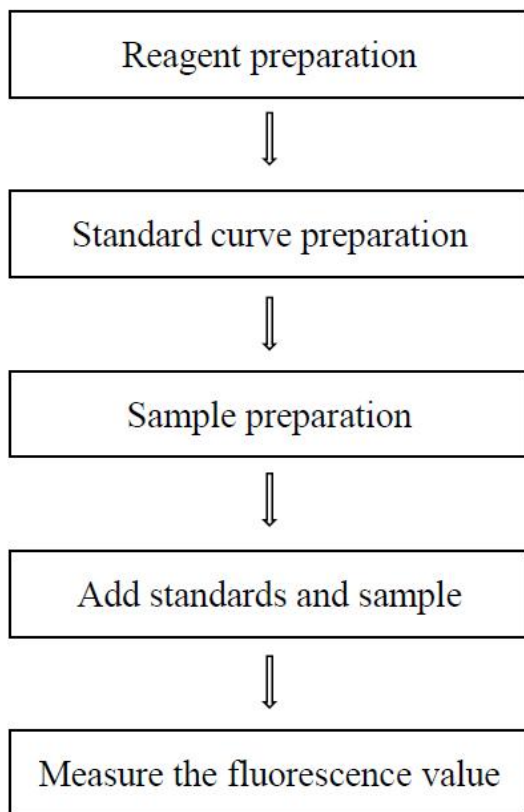 Reagent preparation
Standard curve preparation
Sample preparation
Add standards and sample
Measure the fluorescence value